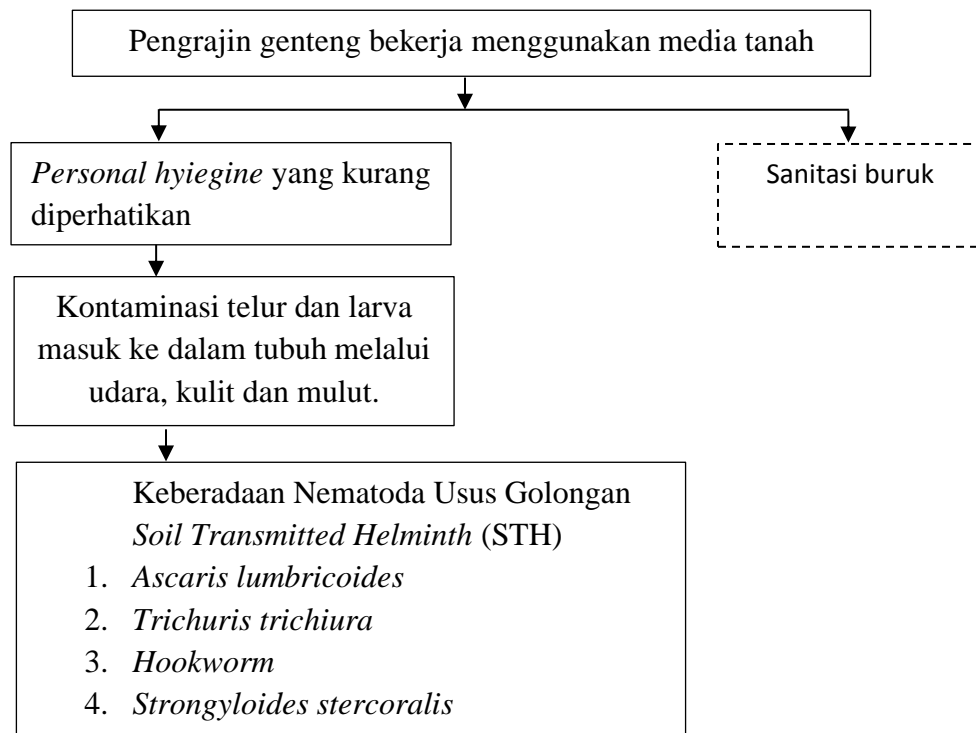 Pengrajin genteng bekerja menggunakan media tanah
Personal hyiegine yang kurang
diperhatikan
Sanitasi buruk
Kontaminasi telur dan larva
masuk ke dalam tubuh melalui
udara, kulit dan mulut.
Keberadaan Nematoda Usus Golongan
Soil Transmitted Helminth (STH)
1. Ascaris lumbricoides
2. Trichuris trichiura
3. Hookworm
4. Strongyloides stercoralis